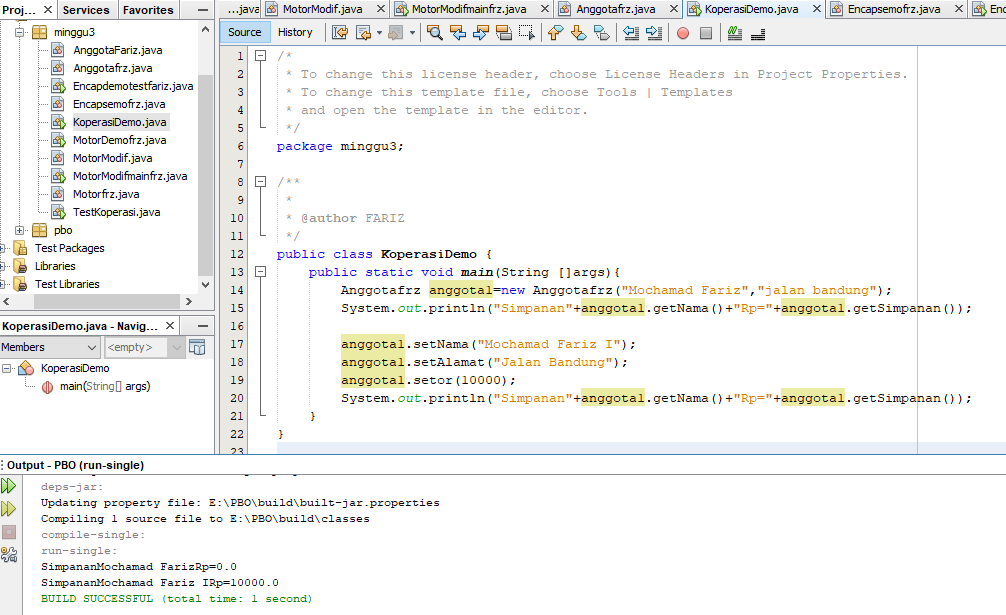 Proj... × Services Favorites
minggu3
AnggotaFariz.java
Anggotafrz.java
Encapdemotestfariz.java
Encapsemofrz.java
KoperasiDemo.java
MotorDemofrz.java
MotorModif.java
MotorModifmainfrz.java
Motorfrz.java
TestKoperasi.java
pbo
Test Packages
Libraries
Test Libraries
KoperasiDemo.java - Navig... ×
Members <empty>
KoperasiDemo
main(String[] args)
...java MotorModif.java × MotorModifmainfrz.java × Anggotafrz.java × KoperasiDemo.java × Encapsemofrz.java × Enc
Source History
1 /*
2 * To change this license header, choose License Headers in Project Properties.
3 * To change this template file, choose Tools | Templates
4 * and open the template in the editor.
5 */
6 package minggu3;
7
8 /**
9 *
10 * @author FARIZ
11 */
12 public class KoperasiDemo {
13 public static void main(String []args){
14 Anggotafrz anggotal=new Anggotafrz("Mochamad Fariz","jalan bandung");
15 System.out.println("Simpanan"+anggotal.getNama()+"Rp="+anggotal.getSimpanan());
16
17 anggotal.setNama("Mochamad Fariz I");
18 anggotal.setAlamat("Jalan Bandung");
19 anggotal.setor(10000);
20 System.out.println("Simpanan"+anggotal.getNama()+"Rp="+anggotal.getSimpanan());
21 }
22 }
23
Output - PBO (run-single)
deps-jar:
Updating property file: E:\PBO\build\built-jar.properties
Compiling 1 source file to E:\PBO\build\classes
compile-single:
run-single:
SimpananMochamad FarizRp=0.0
SimpananMochamad Fariz IRp=10000.0
BUILD SUCCESSFUL (total time: 1 second)